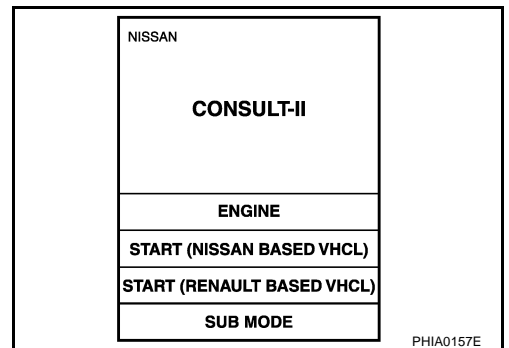 NISSAN
CONSULT-II
ENGINE
START (NISSAN BASED VHCL)
START (RENAULT BASED VHCL)
SUB MODE
PHIA0157E